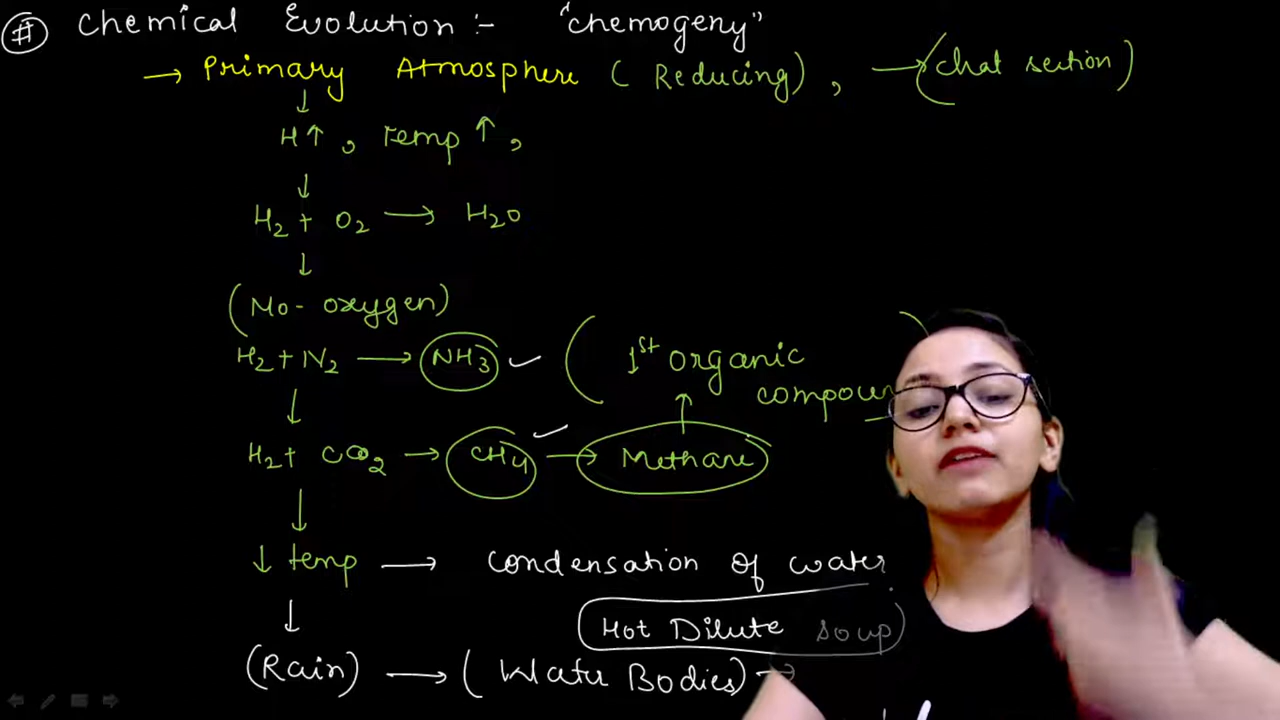 # Chemical Evolution :- "chemogeny"
→ Primary Atmosphere (Reducing), → (chat section)
↓
H↑, Temp↑,
↓
H₂ + O₂ → H₂O
↓
(No- oxygen)
H₂ + N₂ → NH₃ ✓ (1st organic
↓ compoun
H₂ + CO₂ → CH₄ ✓ → Methane
↓
↓ temp → condensation of water
↓ Hot Dilute soup
(Rain) → (Water Bodies) →